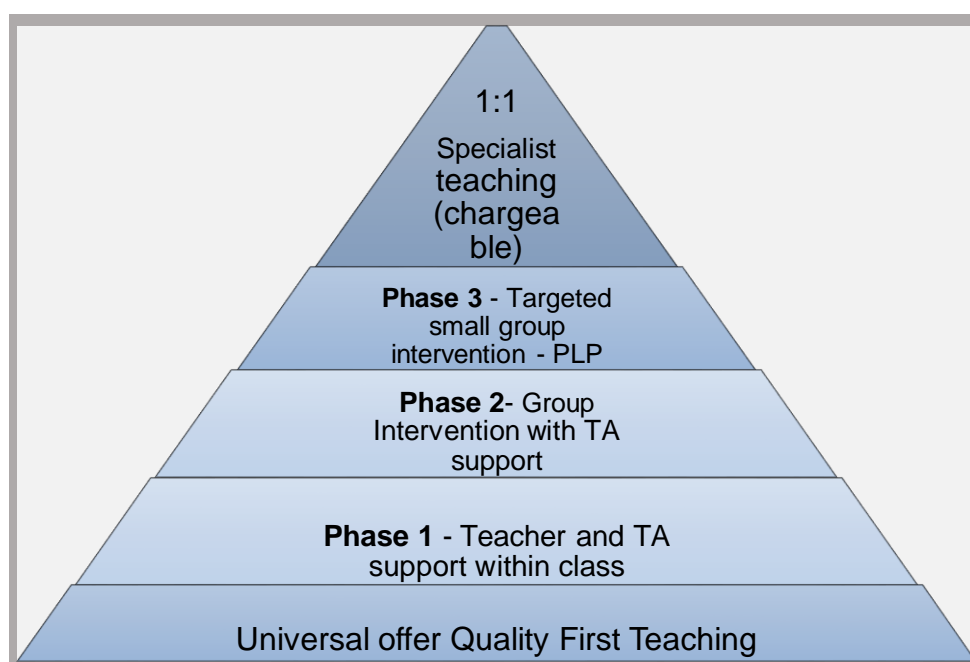 1:1
Specialist
teaching
(chargea
ble)
Phase 3 - Targeted
small group
intervention - PLP
Phase 2- Group
Intervention with TA
support
Phase 1 - Teacher and TA
support within class
Universal offer Quality First Teaching